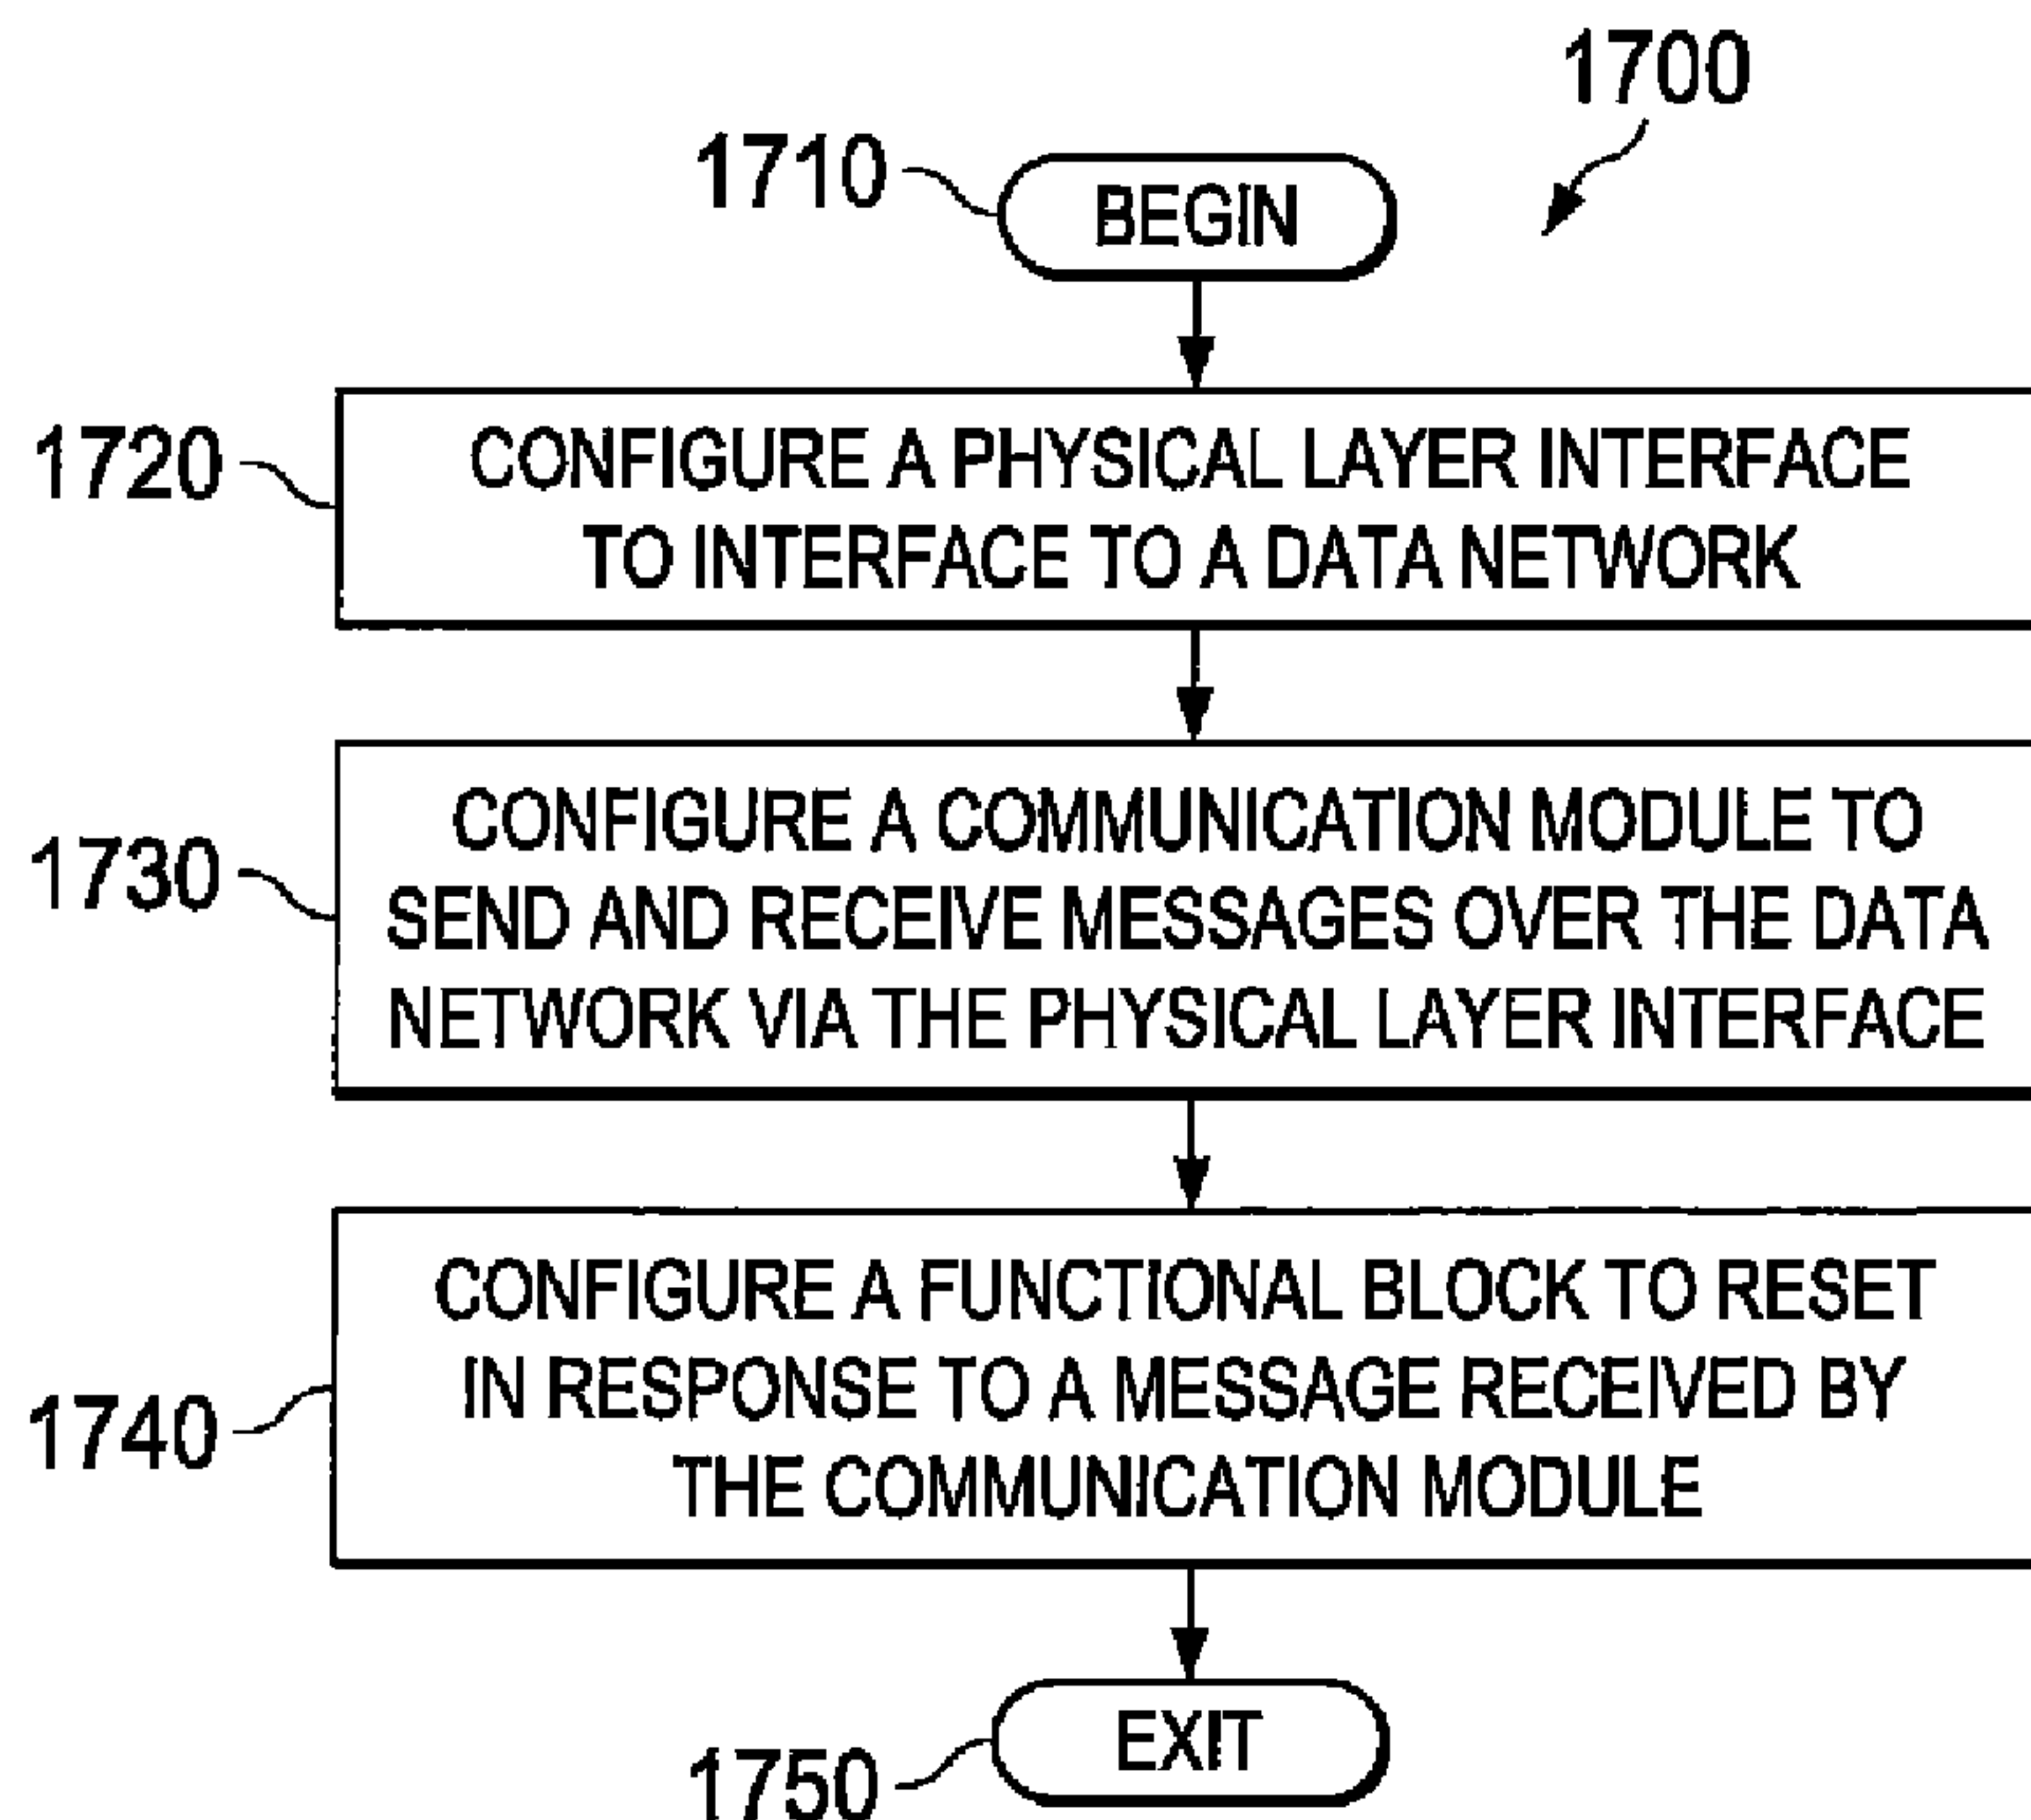 1700
1710
BEGIN
1720
CONFIGURE A PHYSICAL LAYER INTERFACE
TO INTERFACE TO A DATA NETWORK
1730
CONFIGURE A COMMUNICATION MODULE TO
SEND AND RECEIVE MESSAGES OVER THE DATA
NETWORK VIA THE PHYSICAL LAYER INTERFACE
1740
CONFIGURE A FUNCTIONAL BLOCK TO RESET
IN RESPONSE TO A MESSAGE RECEIVED BY
THE COMMUNICATION MODULE
EXIT
1750